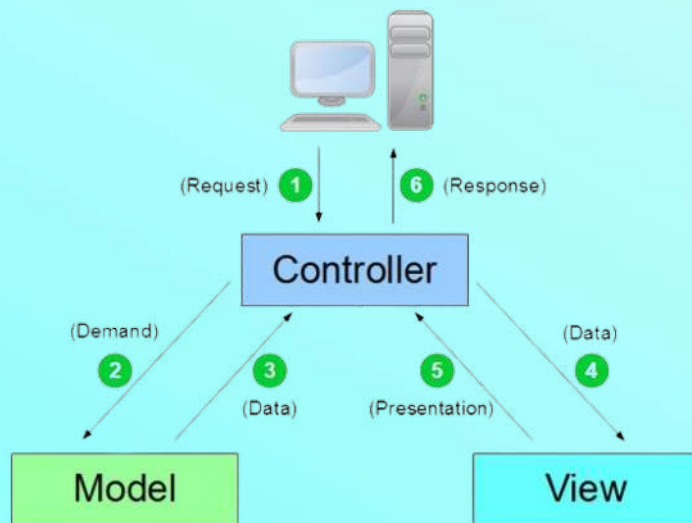 (Request) 1 6 (Response)
Controller
(Demand) (Data)
2 3 5 4
(Data) (Presentation)
Model View